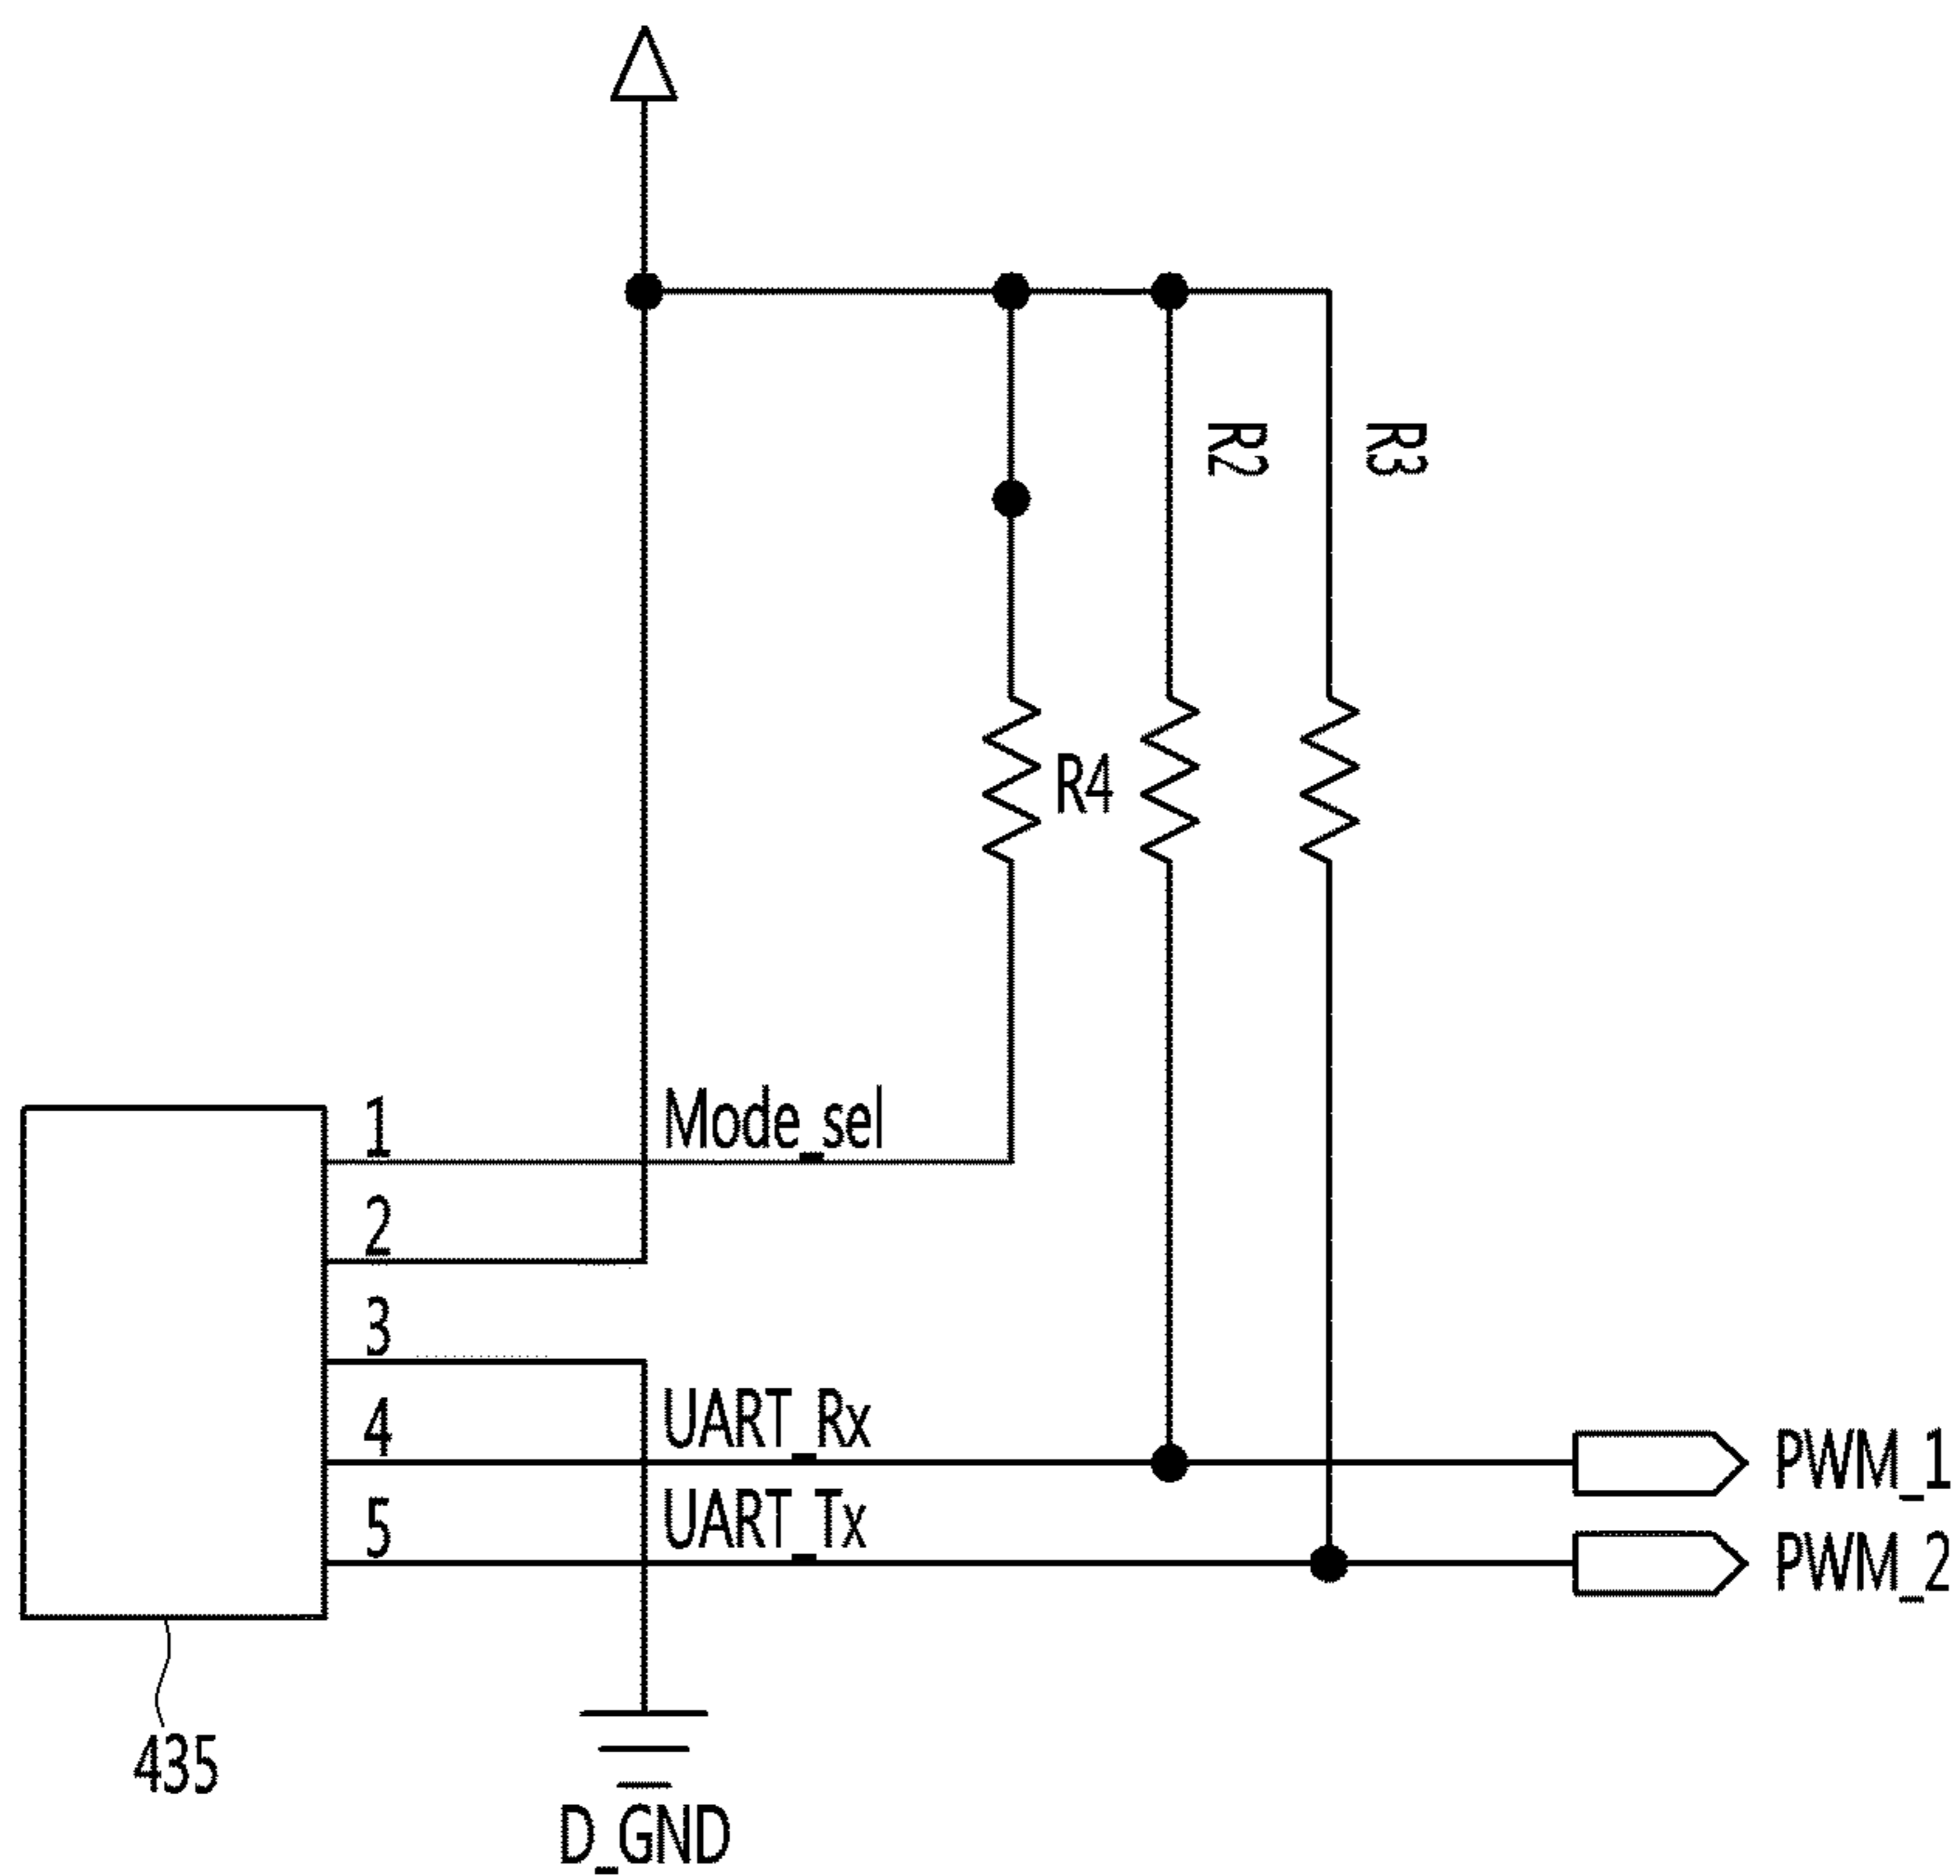 R2
R3
R4
1
Mode_sel
2
3
4
UART_Rx
PWM_1
5
UART_Tx
PWM_2
435
D_GND